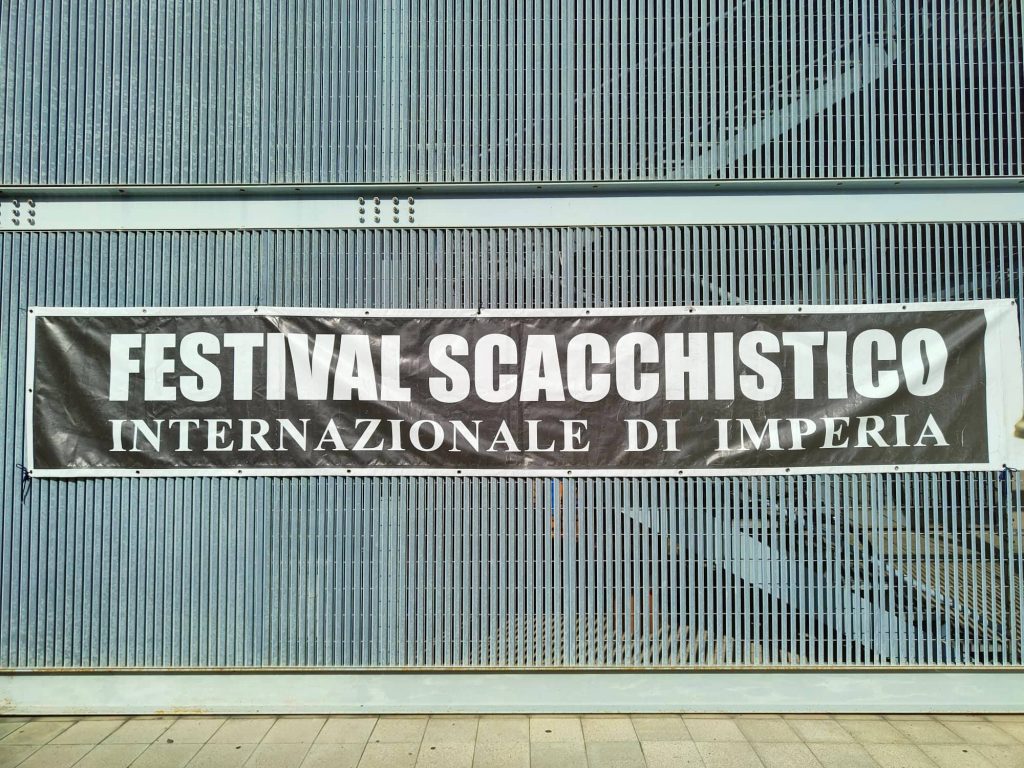 FESTIVAL SCACCHISTICO
INTERNAZIONALE DI IMPERIA